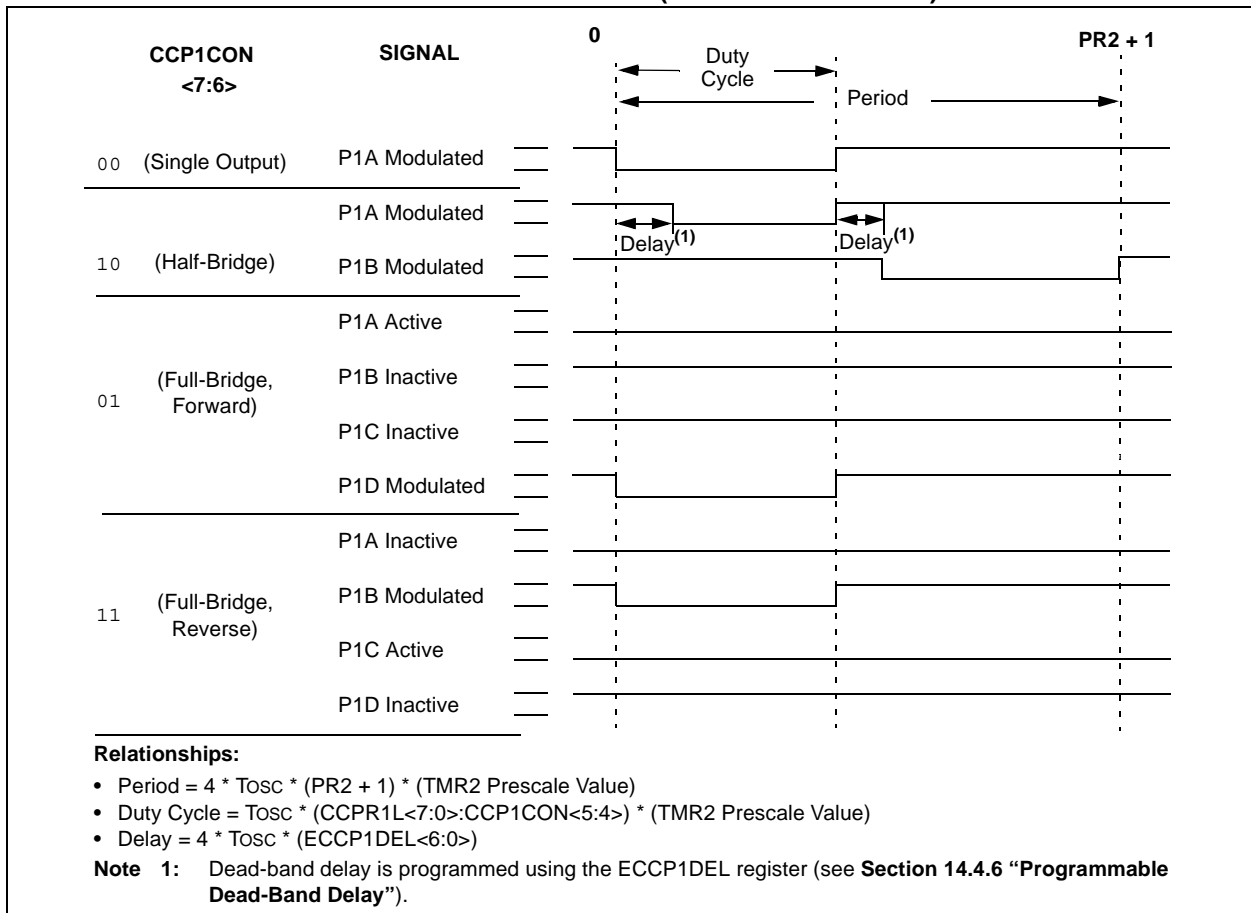 0
PR2 + 1
CCP1CON
<7:6>
SIGNAL
Duty
Cycle
Period
00 (Single Output) P1A Modulated
P1A Modulated
Delay(1) Delay(1)
10 (Half-Bridge) P1B Modulated
P1A Active
P1B Inactive
01 (Full-Bridge,
Forward)
P1C Inactive
P1D Modulated
P1A Inactive
P1B Modulated
11 (Full-Bridge,
Reverse)
P1C Active
P1D Inactive
Relationships:
• Period = 4 * TOSC * (PR2 + 1) * (TMR2 Prescale Value)
• Duty Cycle = TOSC * (CCPR1L<7:0>:CCP1CON<5:4>) * (TMR2 Prescale Value)
• Delay = 4 * TOSC * (ECCP1DEL<6:0>)
Note 1: Dead-band delay is programmed using the ECCP1DEL register (see Section 14.4.6 “Programmable
Dead-Band Delay”).